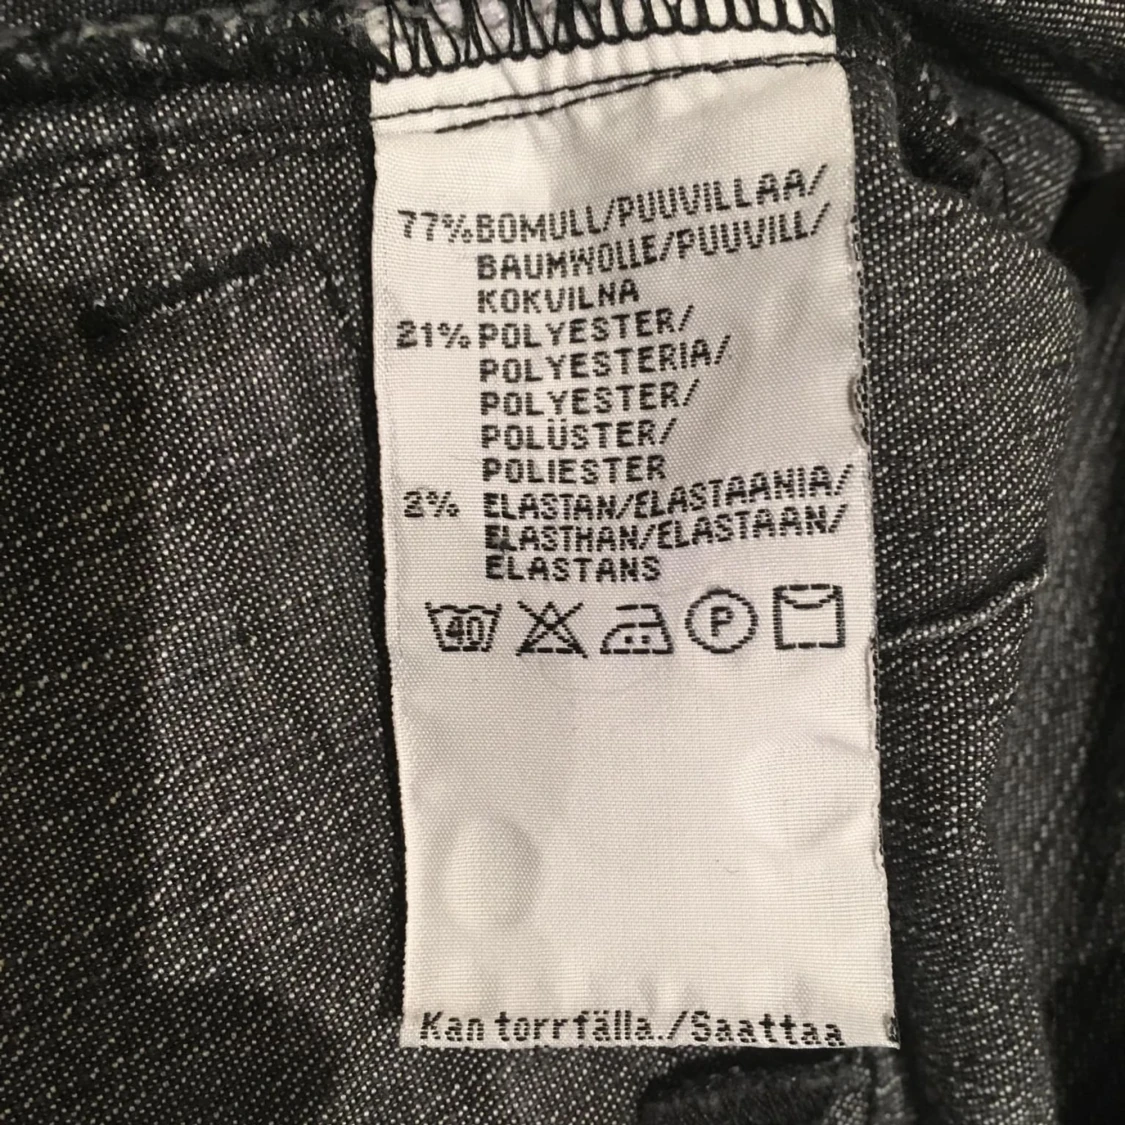 77% BOMULL/PUUVILLAA/
BAUMWOLLE/PUUVILL/
KOKVILNA
21% POLYESTER/
POLYESTERIA/
POLYESTER/
POLÜSTER/
POLIESTER
2% ELASTAN/ELASTAANIA/
ELASTHAN/ELASTAAN/
ELASTANS
40 P
Kan torrfälla./Saattaa